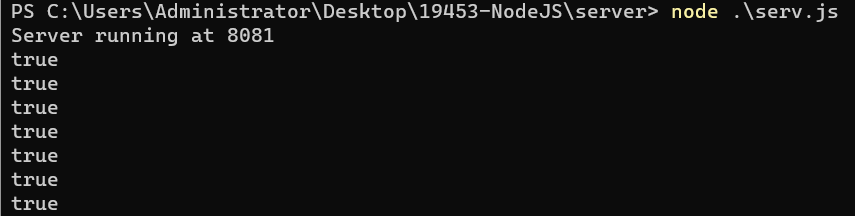 PS C:\Users\Administrator\Desktop\19453-NodeJS\server> node .\serv.js
Server running at 8081
true
true
true
true
true
true
true